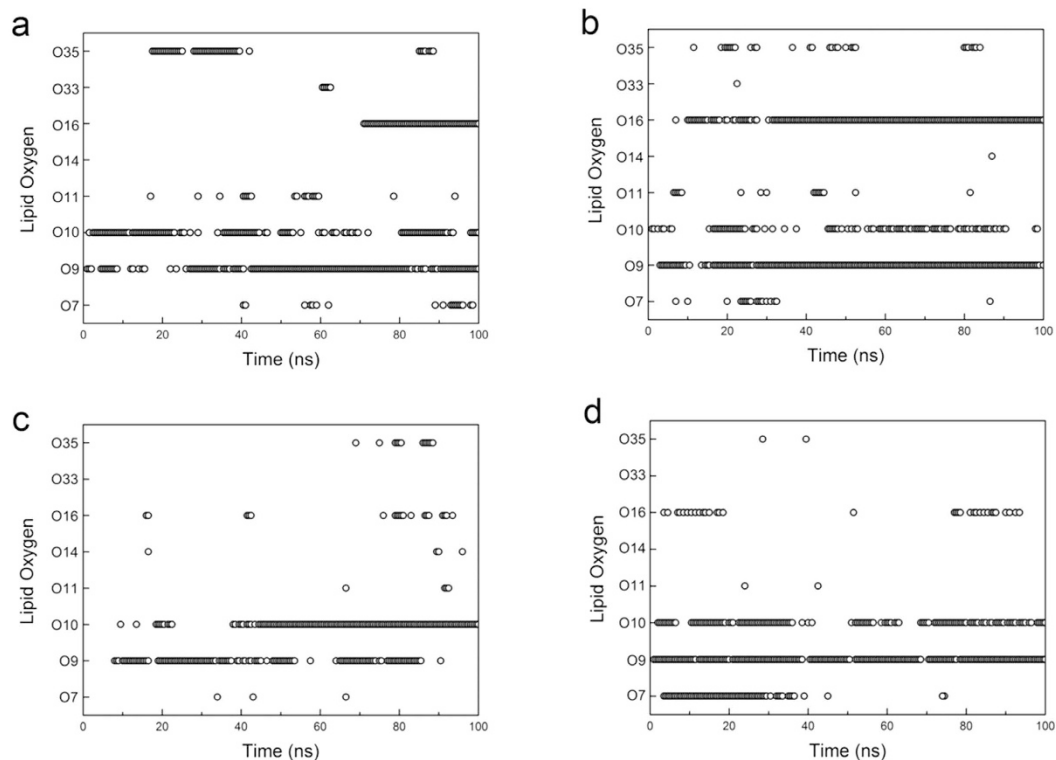 a
O35
O33
O16
O14
O11
O10
O9
O7
Lipid Oxygen
0 20 40 60 80 100
Time (ns)
b
O35
O33
O16
O14
O11
O10
O9
O7
Lipid Oxygen
0 20 40 60 80 100
Time (ns)
c
O35
O33
O16
O14
O11
O10
O9
O7
Lipid Oxygen
0 20 40 60 80 100
Time (ns)
d
O35
O33
O16
O14
O11
O10
O9
O7
Lipid Oxygen
0 20 40 60 80 100
Time (ns)